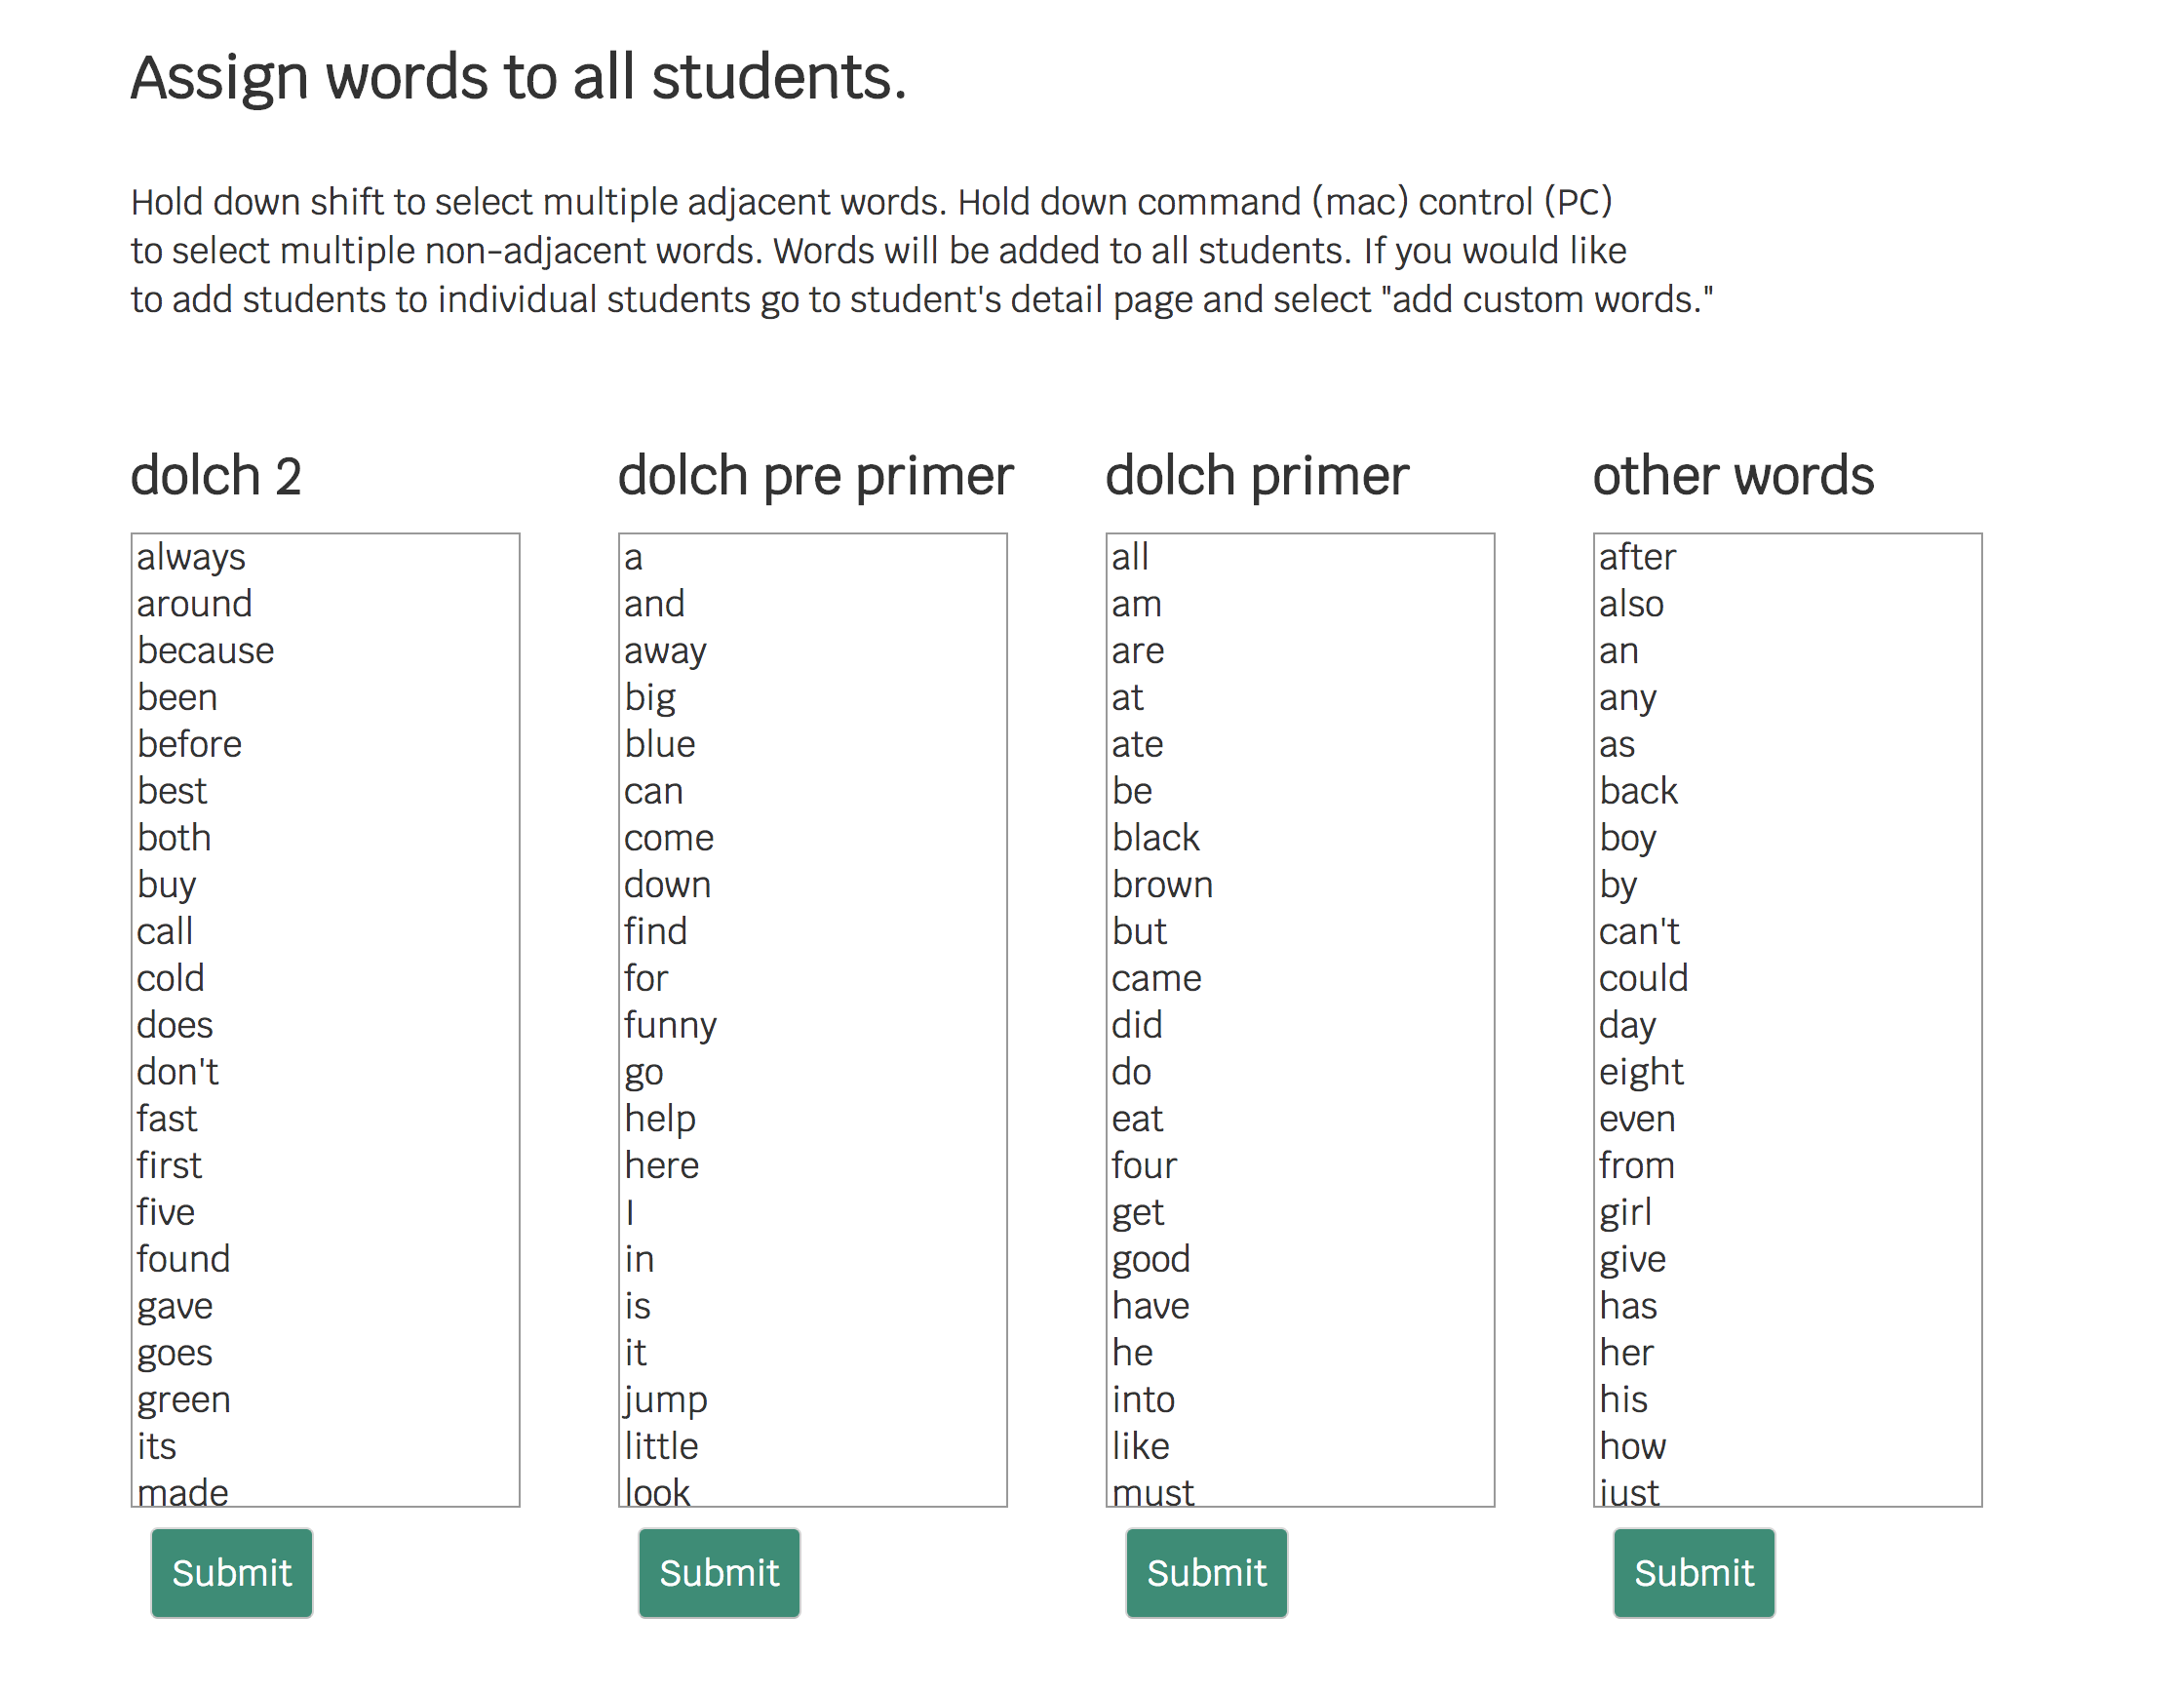 Assign words to all students.
Hold down shift to select multiple adjacent words. Hold down command (mac) control (PC)
to select multiple non-adjacent words. Words will be added to all students. If you would like
to add students to individual students go to student's detail page and select "add custom words."
dolch 2
always
around
because
been
before
best
both
buy
call
cold
does
don't
fast
first
five
found
gave
goes
green
its
made
Submit
dolch pre primer
a
and
away
big
blue
can
come
down
find
for
funny
go
help
here
I
in
is
it
jump
little
look
Submit
dolch primer
all
am
are
at
ate
be
black
brown
but
came
did
do
eat
four
get
good
have
he
into
like
must
Submit
other words
after
also
an
any
as
back
boy
by
can't
could
day
eight
even
from
girl
give
has
her
his
how
just
Submit